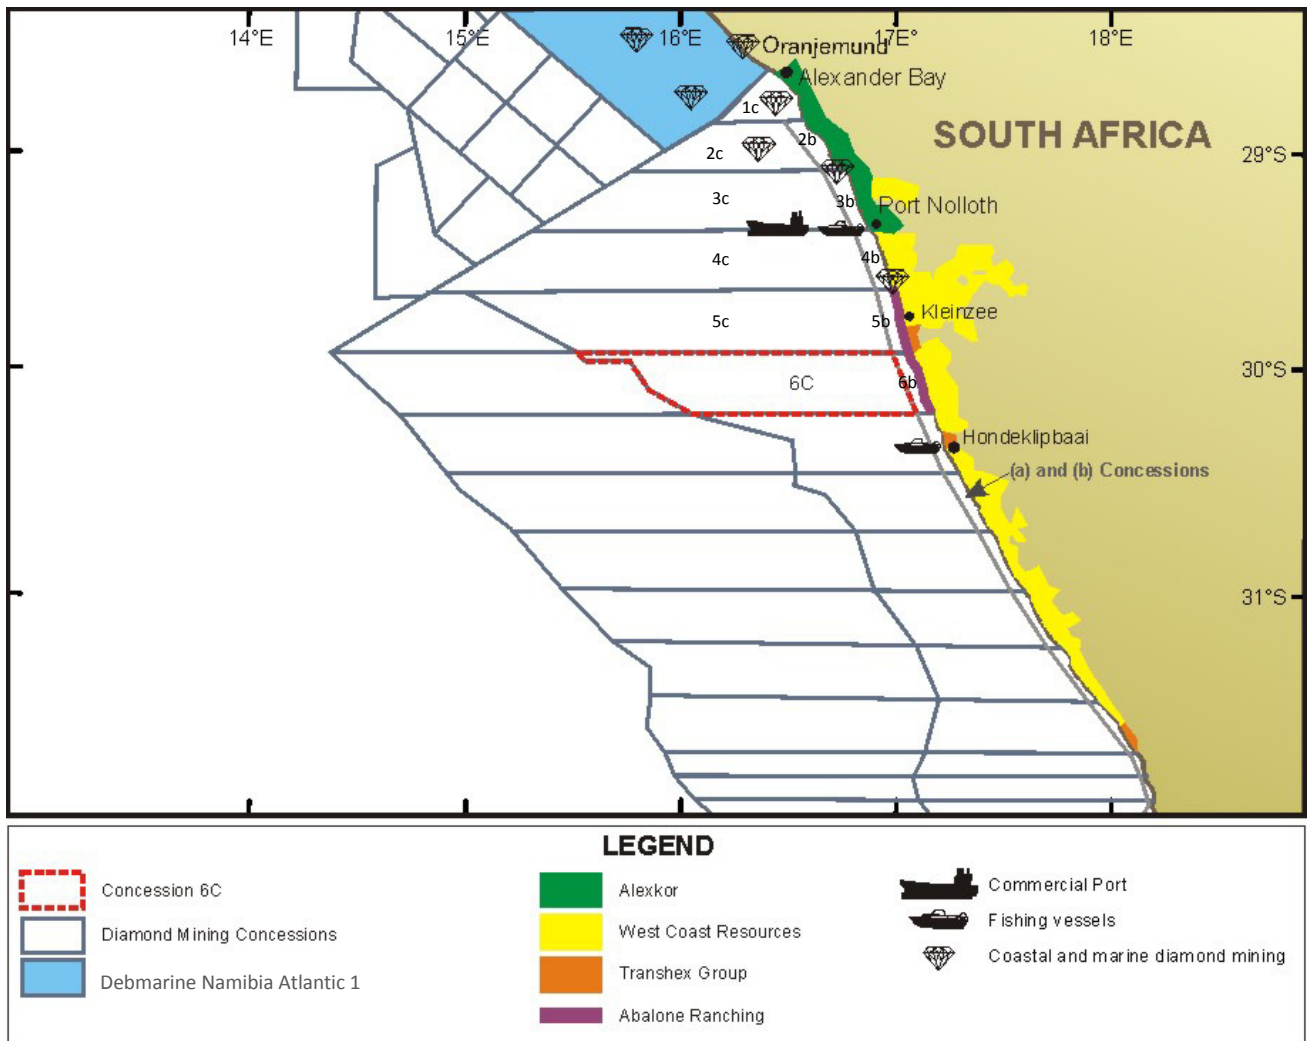 14°E
15°E
16°E
17°E
18°E
Oranjemund
Alexander Bay
1c
SOUTH AFRICA
2b
2c
29°S
3c
3b
Port Nolloth
4c
4b
5c
5b
Kleinzee
30°S
6C
6b
Hondeklipbaai
(a) and (b) Concessions
31°S
LEGEND
Concession 6C
Diamond Mining Concessions
Debmarine Namibia Atlantic 1
Alexkor
West Coast Resources
Transhex Group
Abalone Ranching
Commercial Port
Fishing vessels
Coastal and marine diamond mining